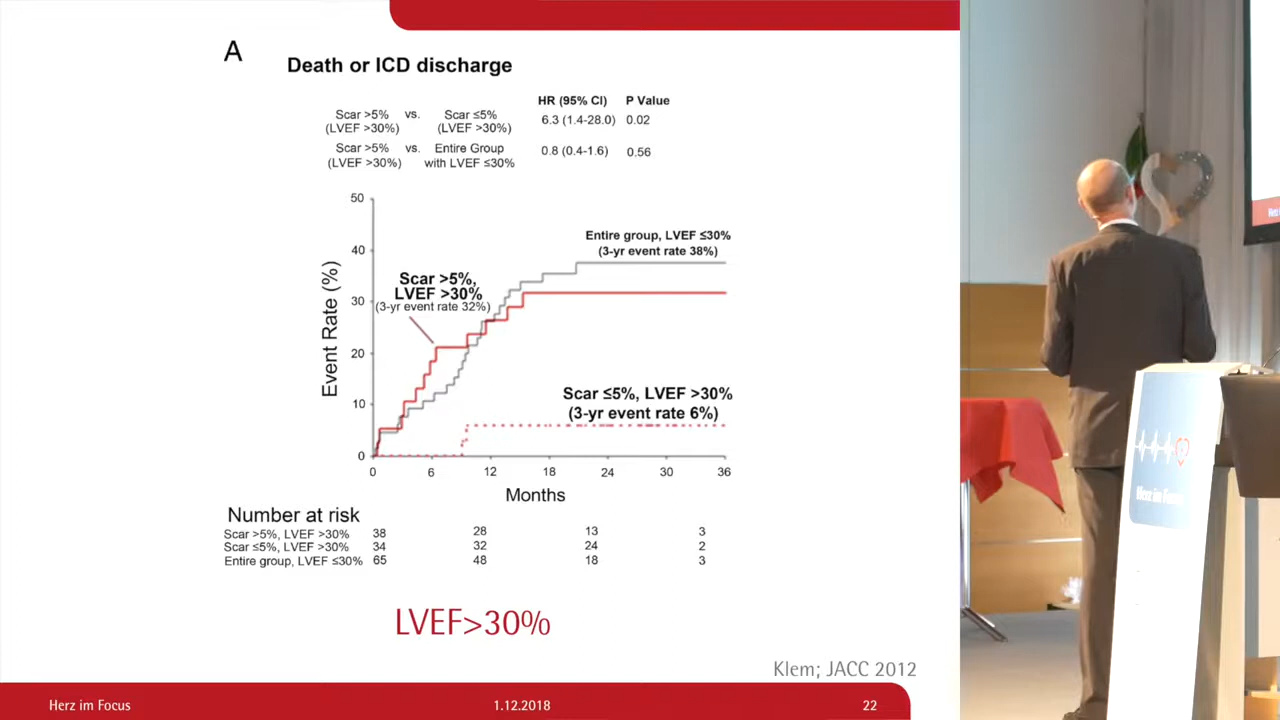 A
Death or ICD discharge
HR (95% CI) P Value
Scar >5% vs. Scar ≤5%
(LVEF >30%) (LVEF >30%) 6.3 (1.4-28.0) 0.02
Scar >5% vs. Entire Group
(LVEF >30%) with LVEF ≤30% 0.8 (0.4-1.6) 0.56
Event Rate (%)
50
40
30
20
10
0
Entire group, LVEF ≤30%
(3-yr event rate 38%)
Scar >5%,
LVEF >30%
(3-yr event rate 32%)
Scar ≤5%, LVEF >30%
(3-yr event rate 6%)
0 6 12 18 24 30 36
Months
Number at risk
Scar >5%, LVEF >30% 38 28 13 3
Scar ≤5%, LVEF >30% 34 32 24 2
Entire group, LVEF ≤30% 65 48 18 3
LVEF>30%
Klem; JACC 2012
Herz im Focus 1.12.2018 22
Herz im Focus